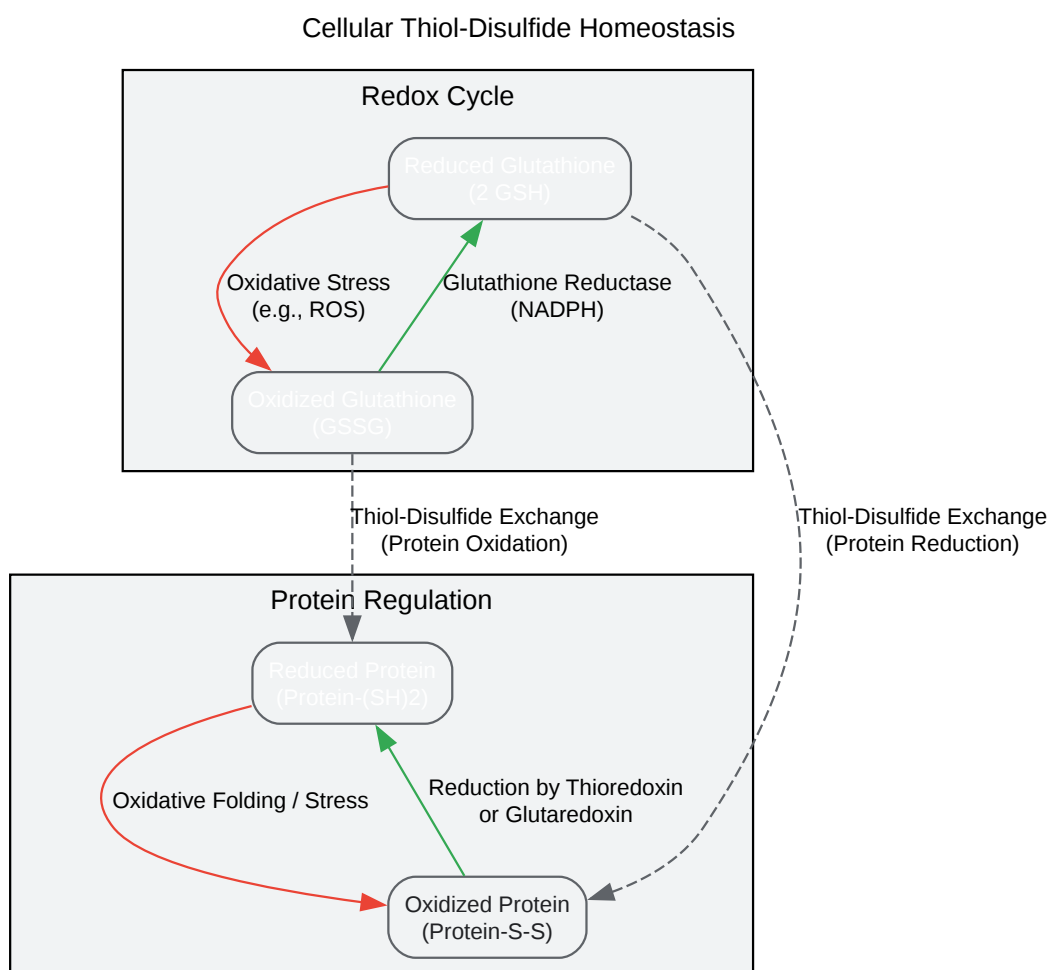 Cellular Thiol-Disulfide Homeostasis
Redox Cycle
Reduced Glutathione
(2 GSH)
Oxidative Stress
(e.g., ROS)
Glutathione Reductase
(NADPH)
Oxidized Glutathione
(GSSG)
Thiol-Disulfide Exchange
(Protein Oxidation)
Thiol-Disulfide Exchange
(Protein Reduction)
Protein Regulation
Reduced Protein
(Protein-(SH)2)
Oxidative Folding / Stress
Reduction by Thioredoxin
or Glutaredoxin
Oxidized Protein
(Protein-S-S)